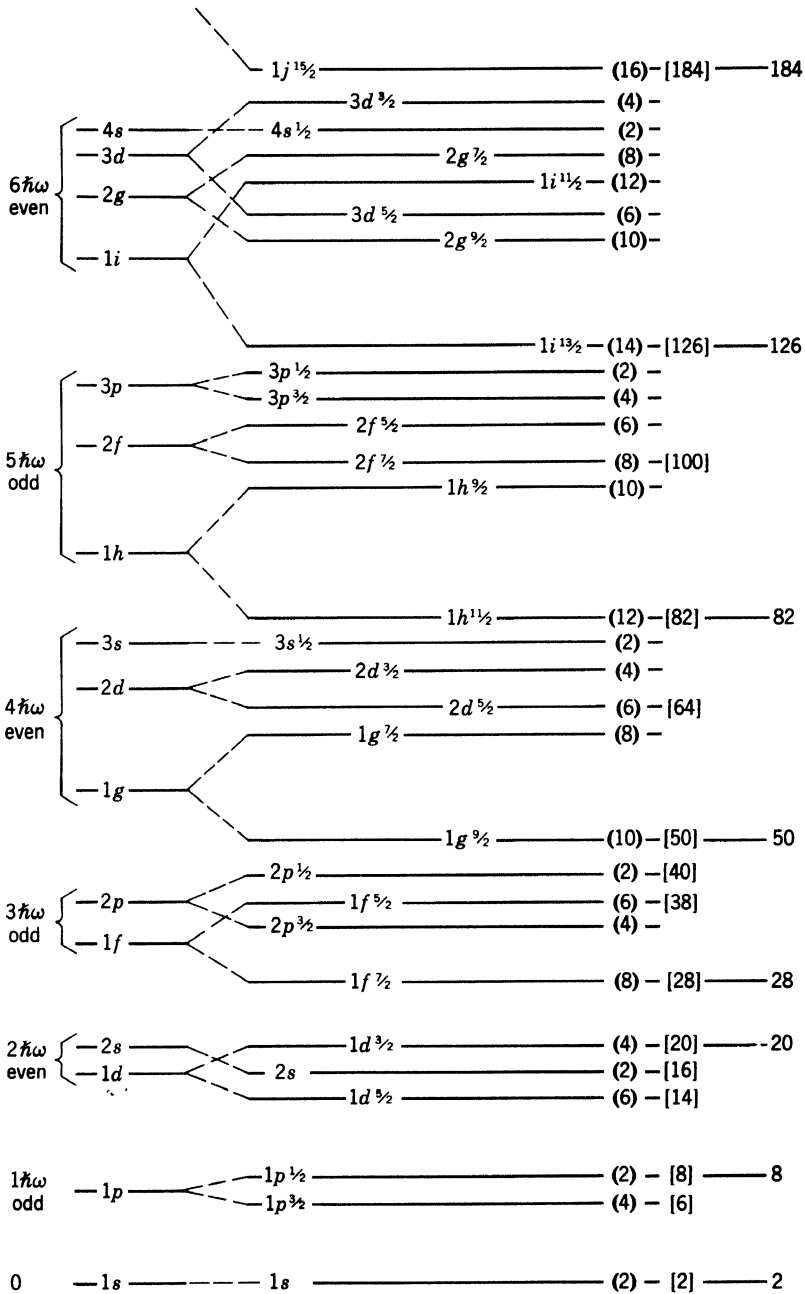 1j 15/2 (16) [184] 184
3d 3/2 (4)
4s 4s 1/2 (2)
3d 2g 7/2 (8)
6ħω even 2g 1i 11/2 (12)
3d 5/2 (6)
2g 9/2 (10)
1i
1i 13/2 (14) [126] 126
3p 1/2 (2)
3p
3p 3/2 (4)
2f 5/2 (6)
2f
5ħω odd 2f 7/2 (8) [100]
1h 9/2 (10)
1h
1h 11/2 (12) [82] 82
3s 3s 1/2 (2)
2d 3/2 (4)
2d
4ħω even 2d 5/2 (6) [64]
1g 7/2 (8)
1g
1g 9/2 (10) [50] 50
2p 1/2 (2) [40]
3ħω odd 2p 1f 5/2 (6) [38]
2p 3/2 (4)
1f
1f 7/2 (8) [28] 28
2ħω even 2s 1d 3/2 (4) [20] 20
1d 2s (2) [16]
1d 5/2 (6) [14]
1p 1/2 (2) [8] 8
1ħω odd 1p
1p 3/2 (4) [6]
0 1s 1s (2) [2] 2